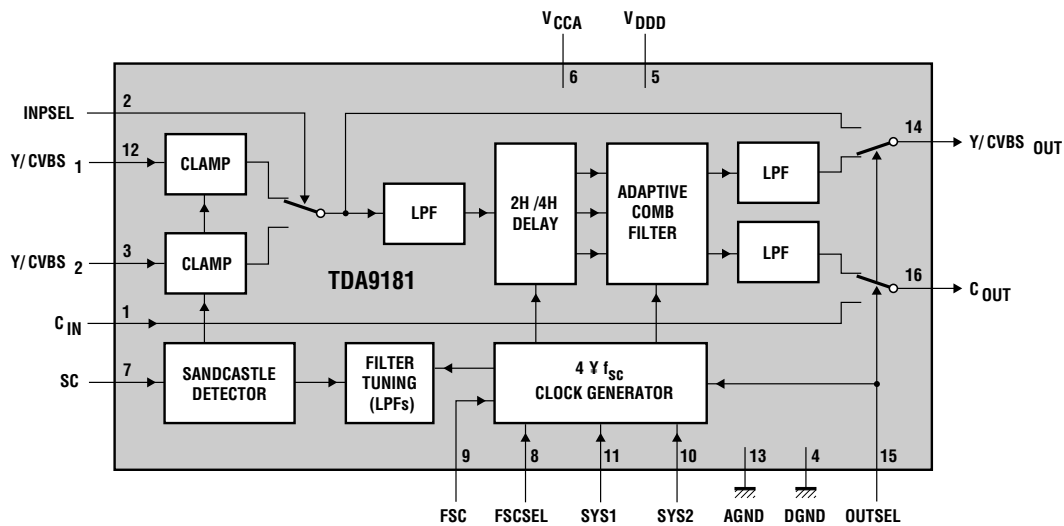 VCCA VDDD
6 5
INPSEL 2
Y/CVBS 1 12 CLAMP
14 Y/CVBS OUT
LPF
2H /4H
DELAY
ADAPTIVE
COMB
FILTER
LPF
LPF
Y/CVBS 2 3 CLAMP
TDA9181
16 C OUT
C IN 1
SC 7
SANDCASTLE
DETECTOR
FILTER
TUNING
(LPFs)
4 ¥ fsc
CLOCK GENERATOR
9 8 11 10 13 4 15
FSC FSCSEL SYS1 SYS2 AGND DGND OUTSEL